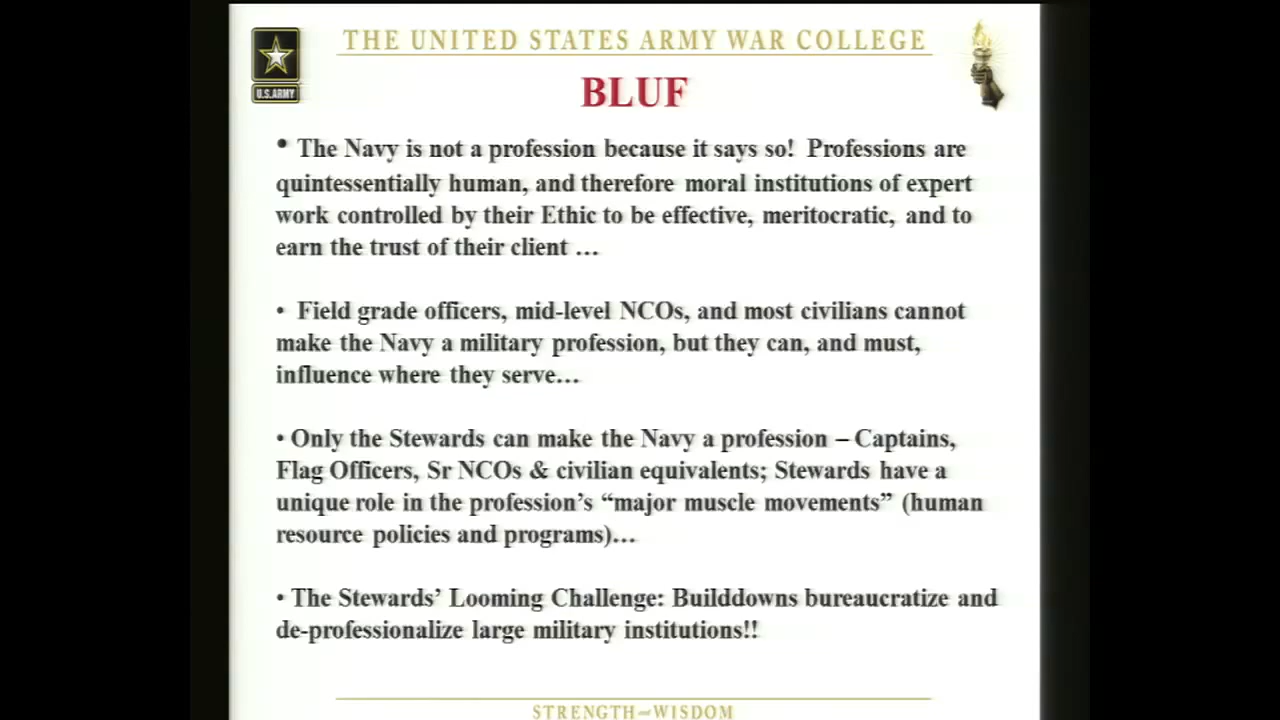 THE UNITED STATES ARMY WAR COLLEGE
U.S.ARMY
BLUF
• The Navy is not a profession because it says so!  Professions are
quintessentially human, and therefore moral institutions of expert
work controlled by their Ethic to be effective, meritocratic, and to
earn the trust of their client …
• Field grade officers, mid-level NCOs, and most civilians cannot
make the Navy a military profession, but they can, and must,
influence where they serve…
• Only the Stewards can make the Navy a profession – Captains,
Flag Officers, Sr NCOs & civilian equivalents; Stewards have a
unique role in the profession’s “major muscle movements” (human
resource policies and programs)…
• The Stewards’ Looming Challenge: Builddowns bureaucratize and
de-professionalize large military institutions!!
STRENGTH and WISDOM